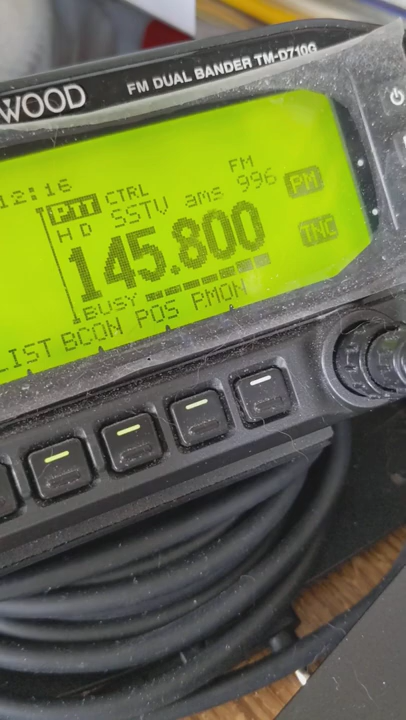 WOOD FM DUAL BANDER TM-D710G
12:16 PTT CTRL FM 996 PM
H D SSTV ams
145.800 TNC
BUSY
LIST BCON POS P.MON